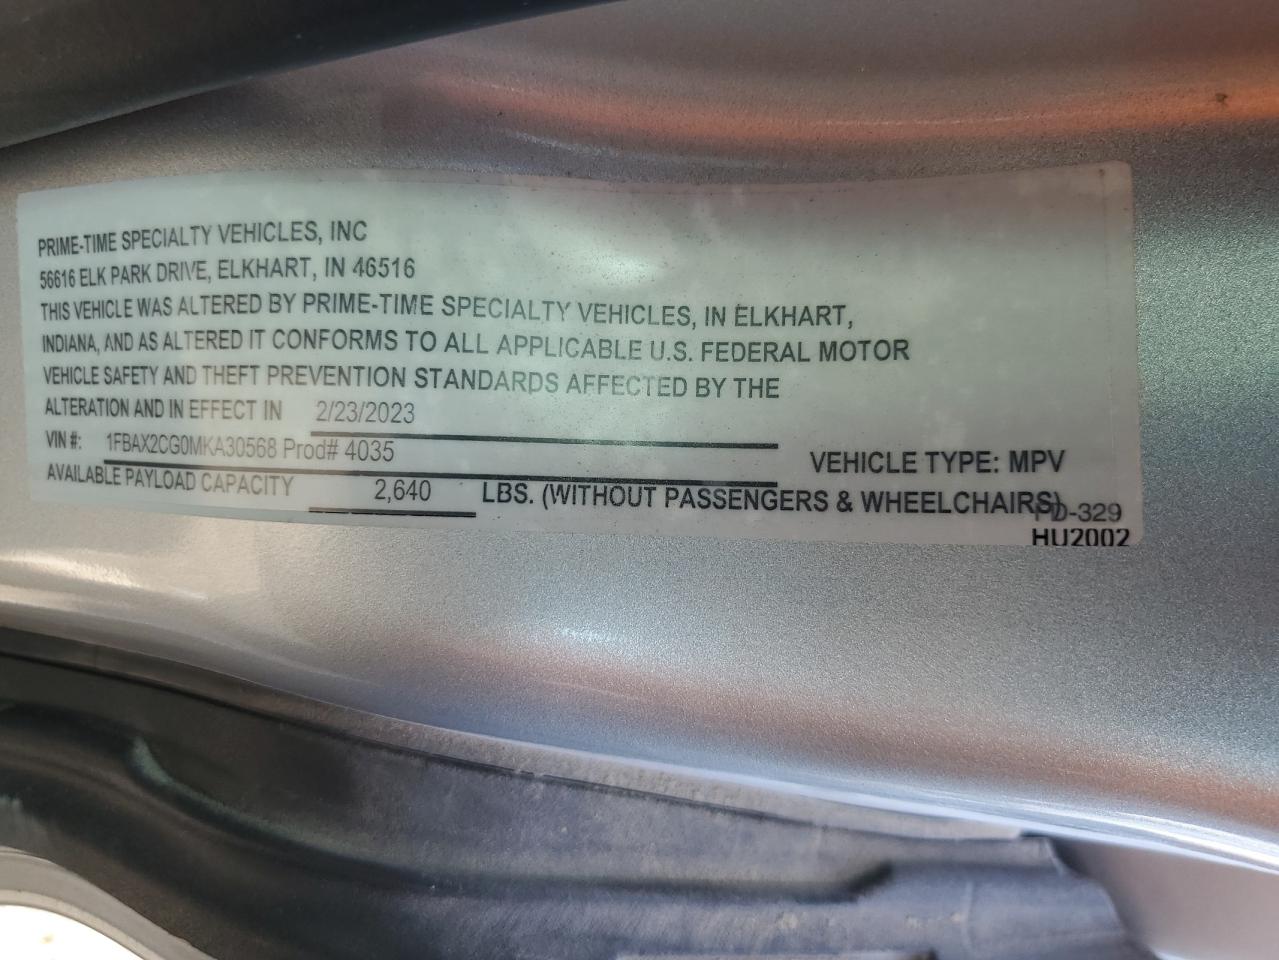 PRIME-TIME SPECIALTY VEHICLES, INC
56616 ELK PARK DRIVE, ELKHART, IN 46516
THIS VEHICLE WAS ALTERED BY PRIME-TIME SPECIALTY VEHICLES, IN ELKHART,
INDIANA, AND AS ALTERED IT CONFORMS TO ALL APPLICABLE U.S. FEDERAL MOTOR
VEHICLE SAFETY AND THEFT PREVENTION STANDARDS AFFECTED BY THE
ALTERATION AND IN EFFECT IN 2/23/2023
VIN #: 1FBAX2CG0MKA30568 Prod# 4035
VEHICLE TYPE: MPV
AVAILABLE PAYLOAD CAPACITY 2,640 LBS. (WITHOUT PASSENGERS & WHEELCHAIRS)
HU2002